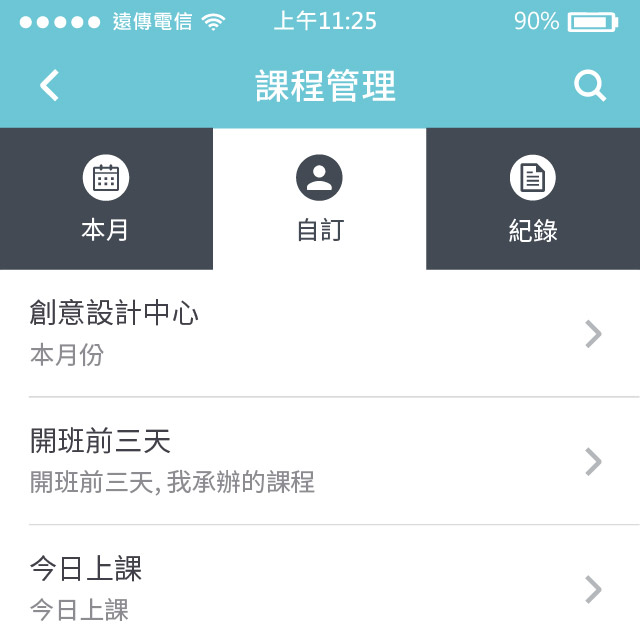 遠傳電信 上午11:25 90%
課程管理
本月 自訂 紀錄
創意設計中心
本月份
開班前三天
開班前三天, 我承辦的課程
今日上課
今日上課